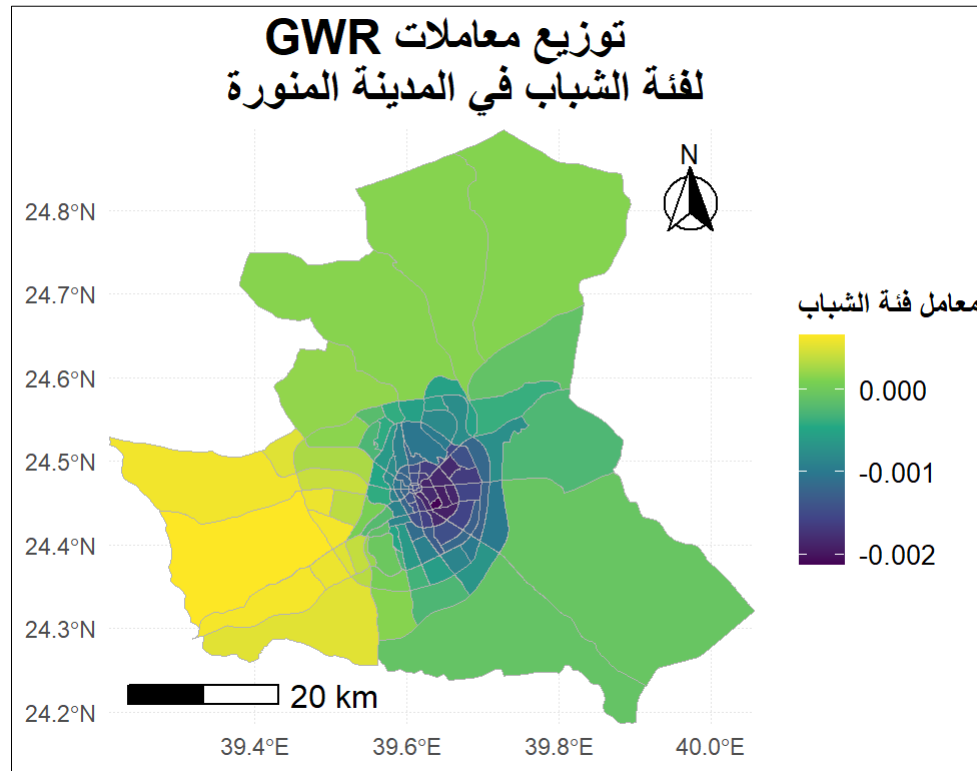 توزيع معاملات GWR
لفئة الشباب في المدينة المنورة
N
24.8°N
24.7°N
24.6°N
24.5°N
24.4°N
24.3°N
24.2°N
39.4°E
39.6°E
39.8°E
40.0°E
20 km
معامل فئة الشباب
0.000
-0.001
-0.002